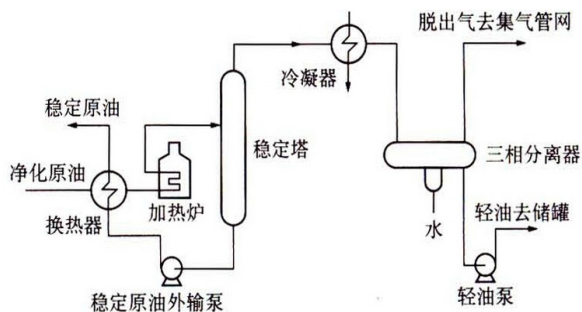 脱出气去集气管网
冷凝器
稳定原油
稳定塔
三相分离器
净化原油
加热炉
换热器
水
轻油去储罐
稳定原油外输泵
轻油泵